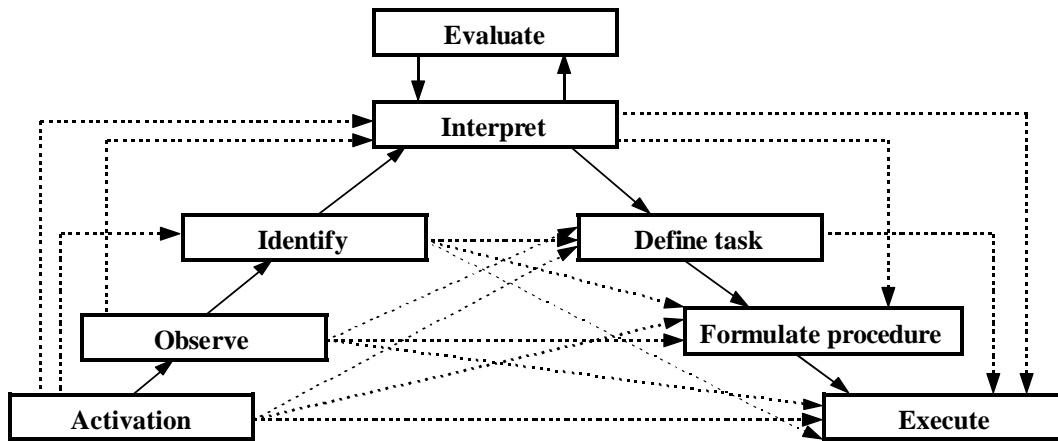 Evaluate
Interpret
Identify
Define task
Observe
Formulate procedure
Activation
Execute